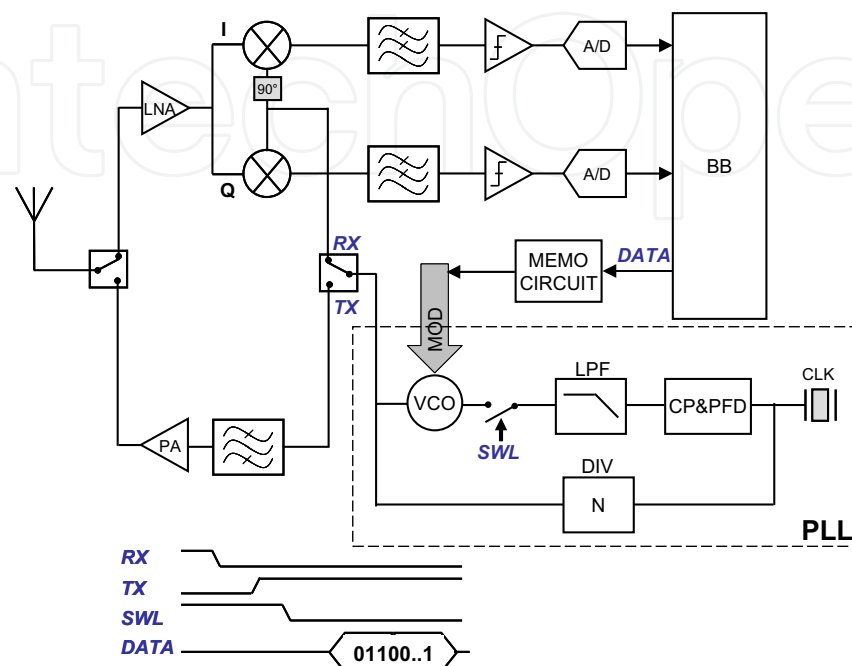 I
A/D
90°
LNA
Q
A/D
BB
RX
TX
MEMO
CIRCUIT
DATA
MOD
VCO
SWL
LPF
CP&PFD
CLK
DIV
N
PA
PLL
RX
TX
SWL
DATA
01100..1